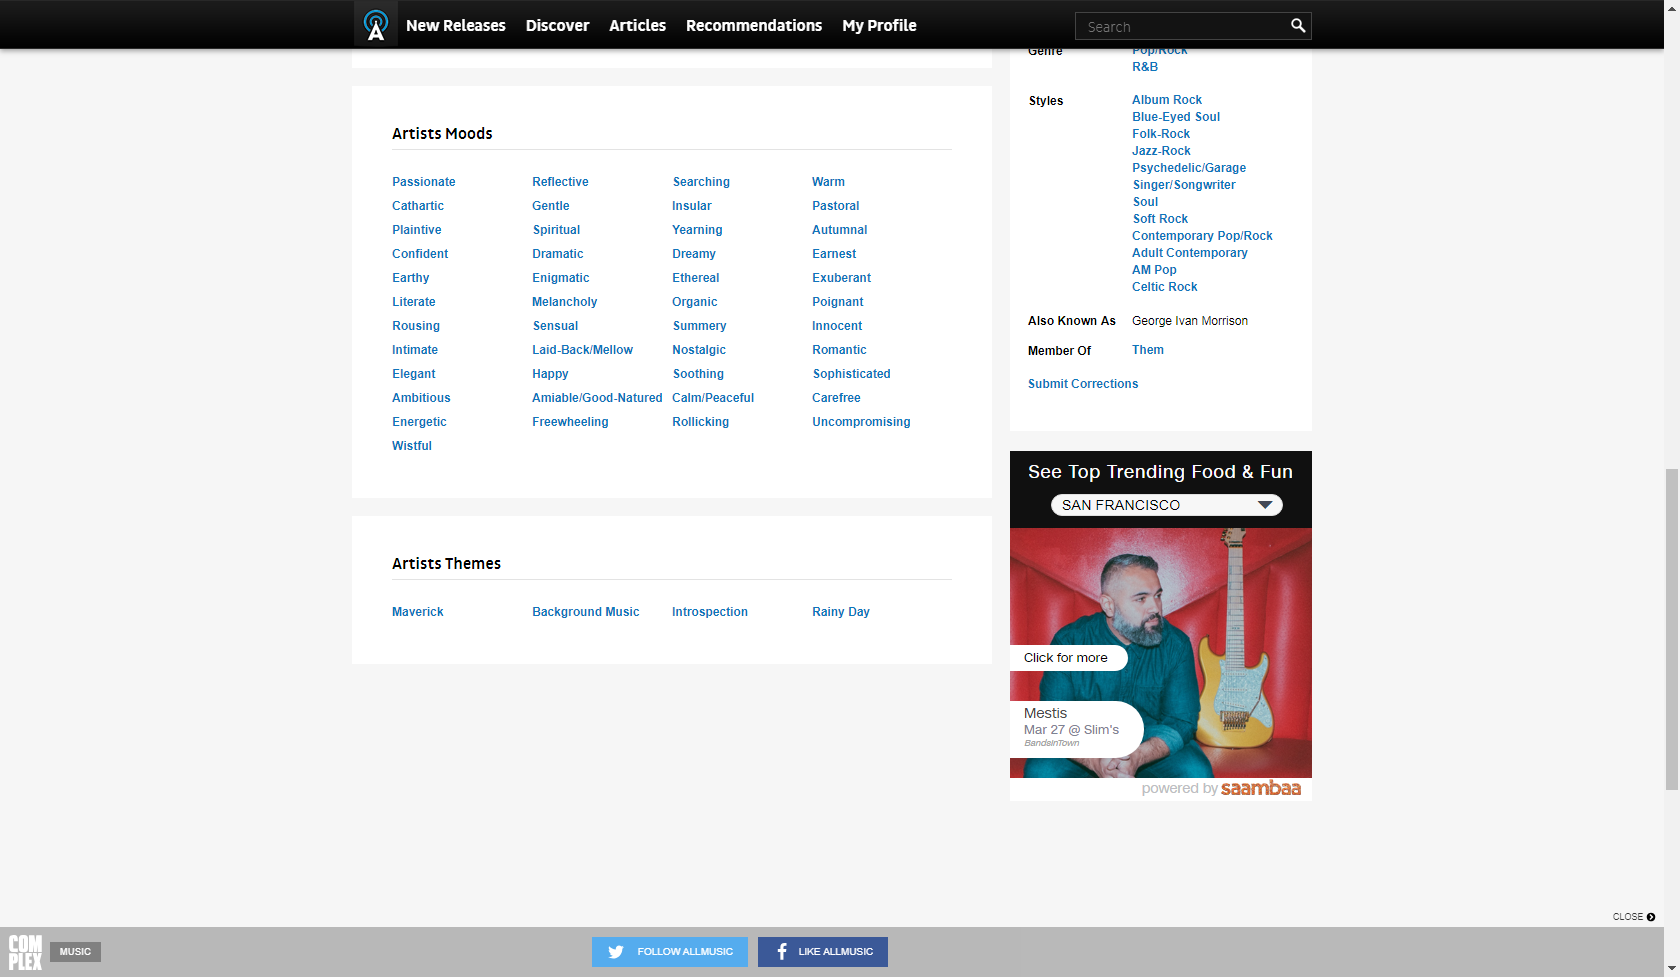 New Releases Discover Articles Recommendations My Profile Search
Genre Pop/Rock
R&B
Styles Album Rock
Blue-Eyed Soul
Folk-Rock
Jazz-Rock
Psychedelic/Garage
Singer/Songwriter
Soul
Soft Rock
Contemporary Pop/Rock
Adult Contemporary
AM Pop
Celtic Rock
Also Known As George Ivan Morrison
Member Of Them
Submit Corrections
Artists Moods
Passionate Reflective Searching Warm
Cathartic Gentle Insular Pastoral
Plaintive Spiritual Yearning Autumnal
Confident Dramatic Dreamy Earnest
Earthy Enigmatic Ethereal Exuberant
Literate Melancholy Organic Poignant
Rousing Sensual Summery Innocent
Intimate Laid-Back/Mellow Nostalgic Romantic
Elegant Happy Soothing Sophisticated
Ambitious Amiable/Good-Natured Calm/Peaceful Carefree
Energetic Freewheeling Rollicking Uncompromising
Wistful
Artists Themes
Maverick Background Music Introspection Rainy Day
See Top Trending Food & Fun
SAN FRANCISCO
Click for more
Mestis
Mar 27 @ Slim's
BandsInTown
powered by saambaa
CLOSE
COMPLEX MUSIC
FOLLOW ALLMUSIC LIKE ALLMUSIC